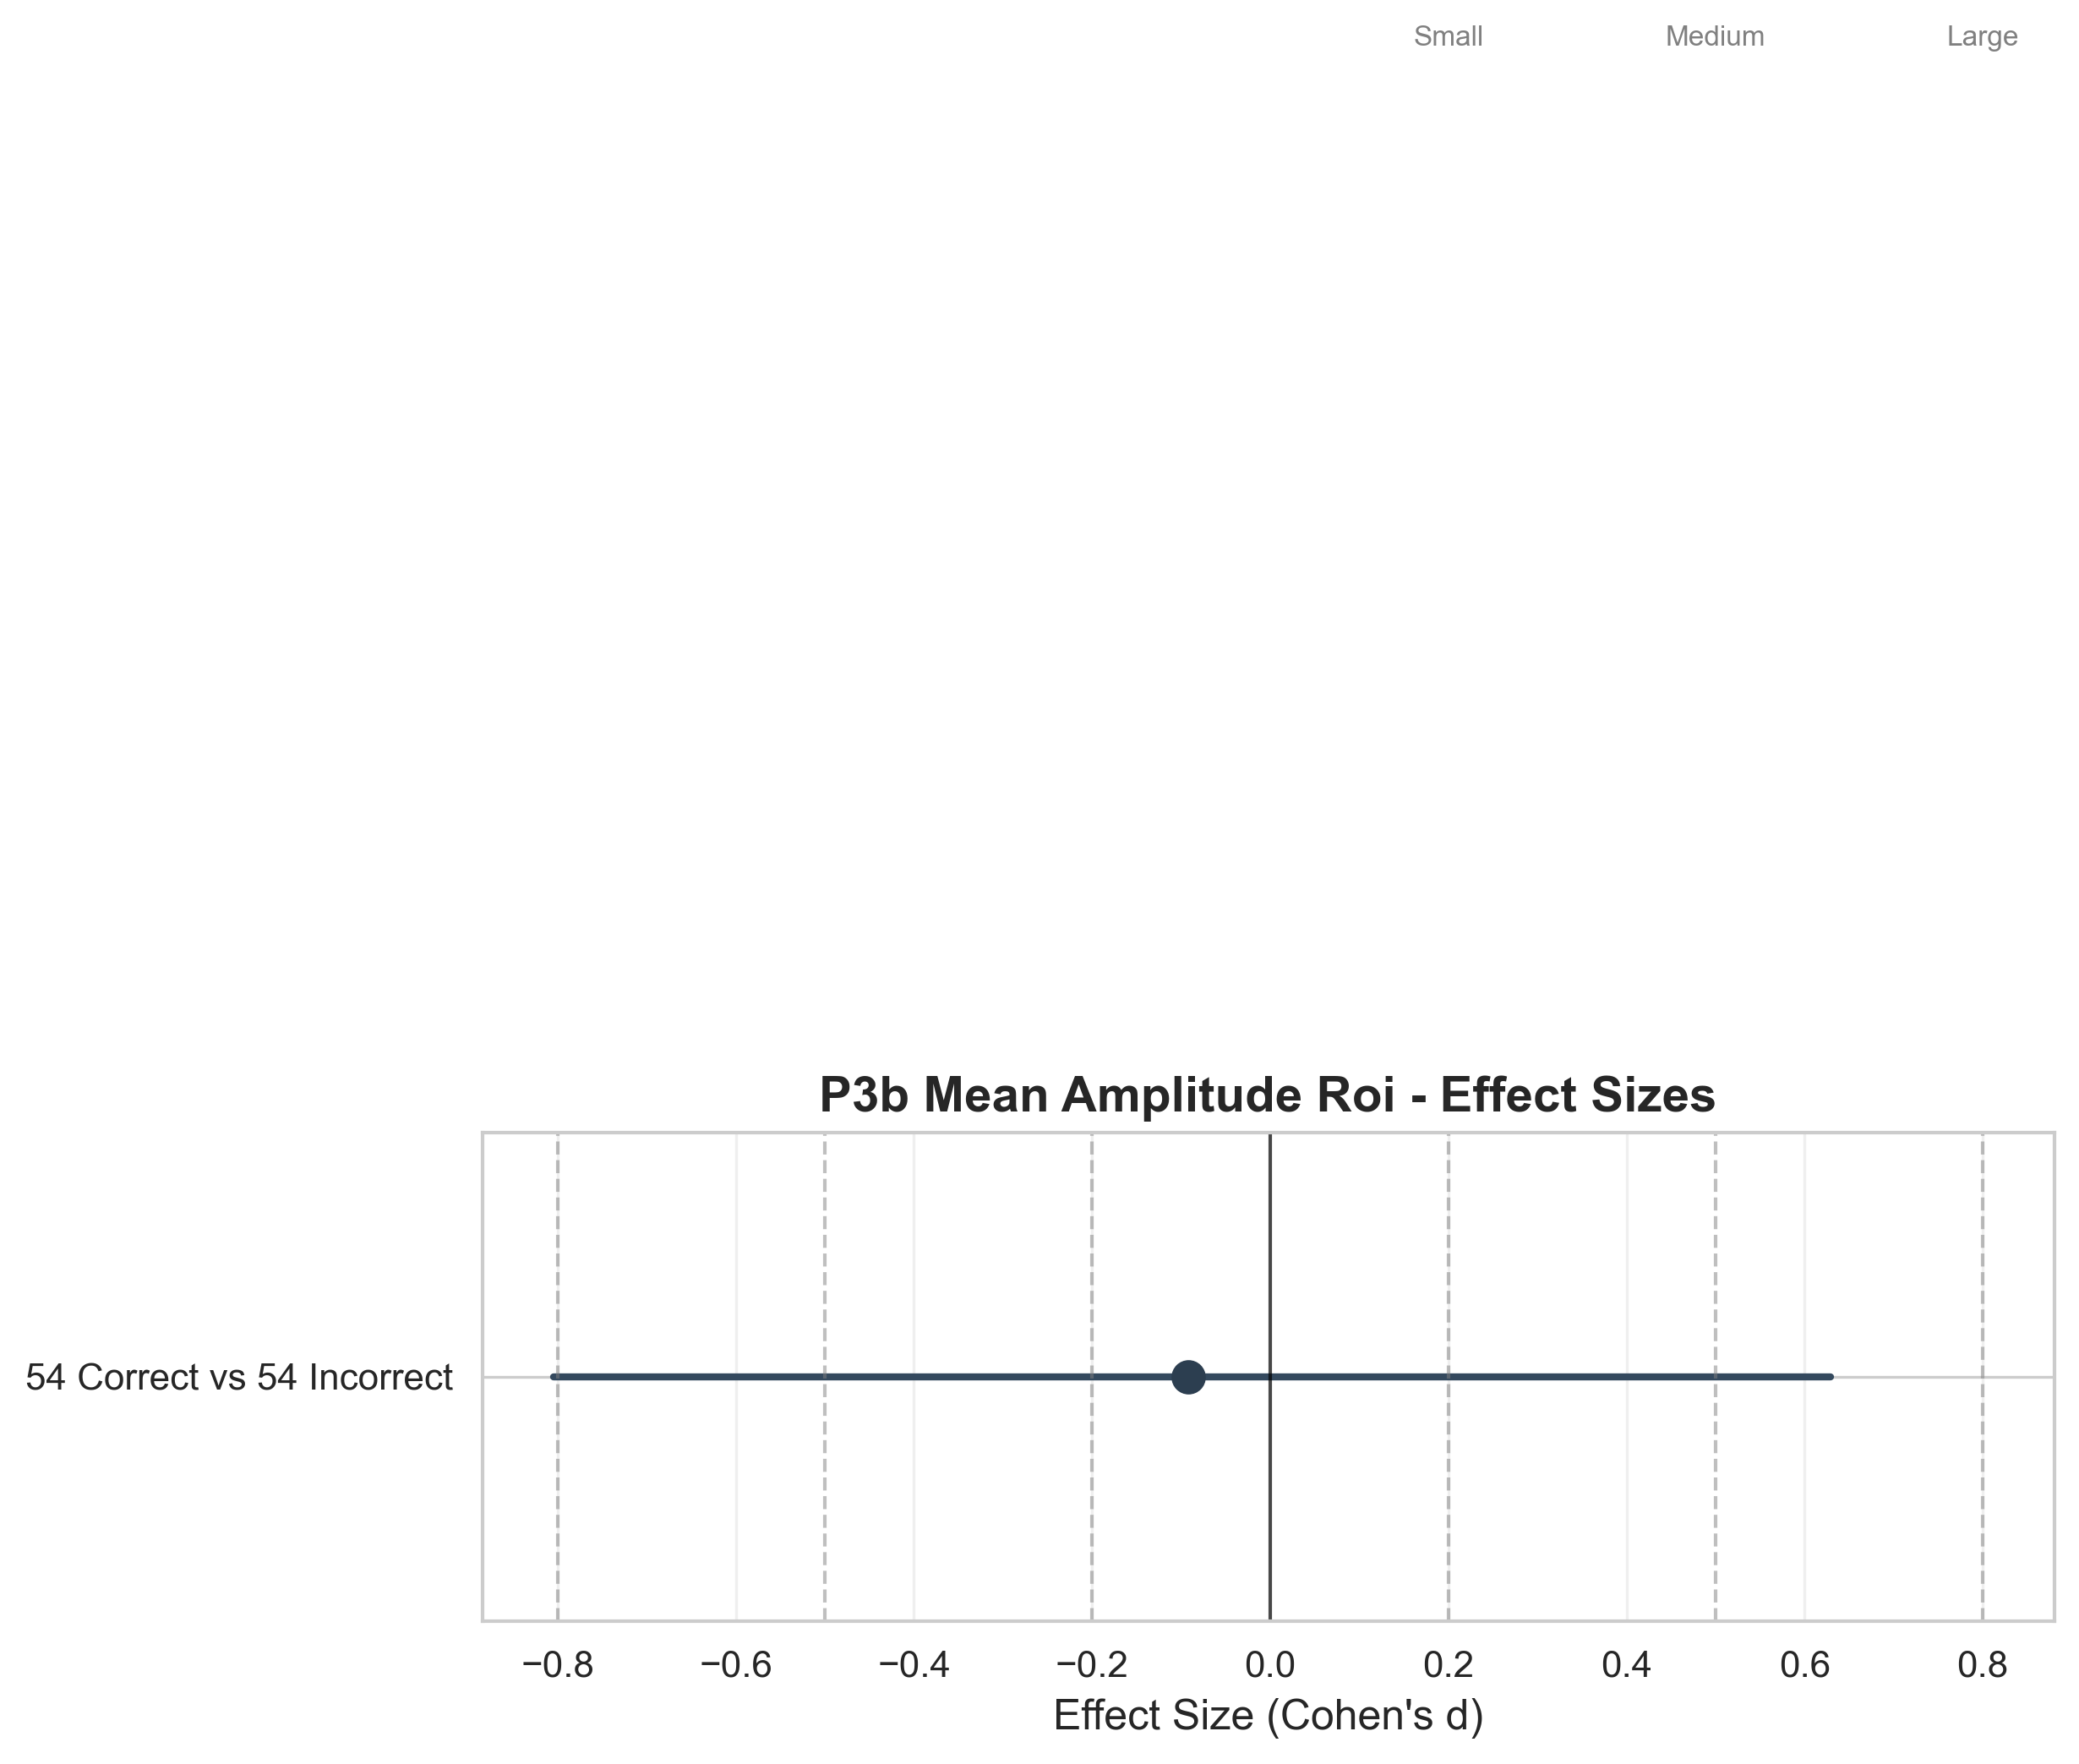 Small Medium Large
P3b Mean Amplitude Roi - Effect Sizes
54 Correct vs 54 Incorrect
−0.8 −0.6 −0.4 −0.2 0.0 0.2 0.4 0.6 0.8
Effect Size (Cohen's d)